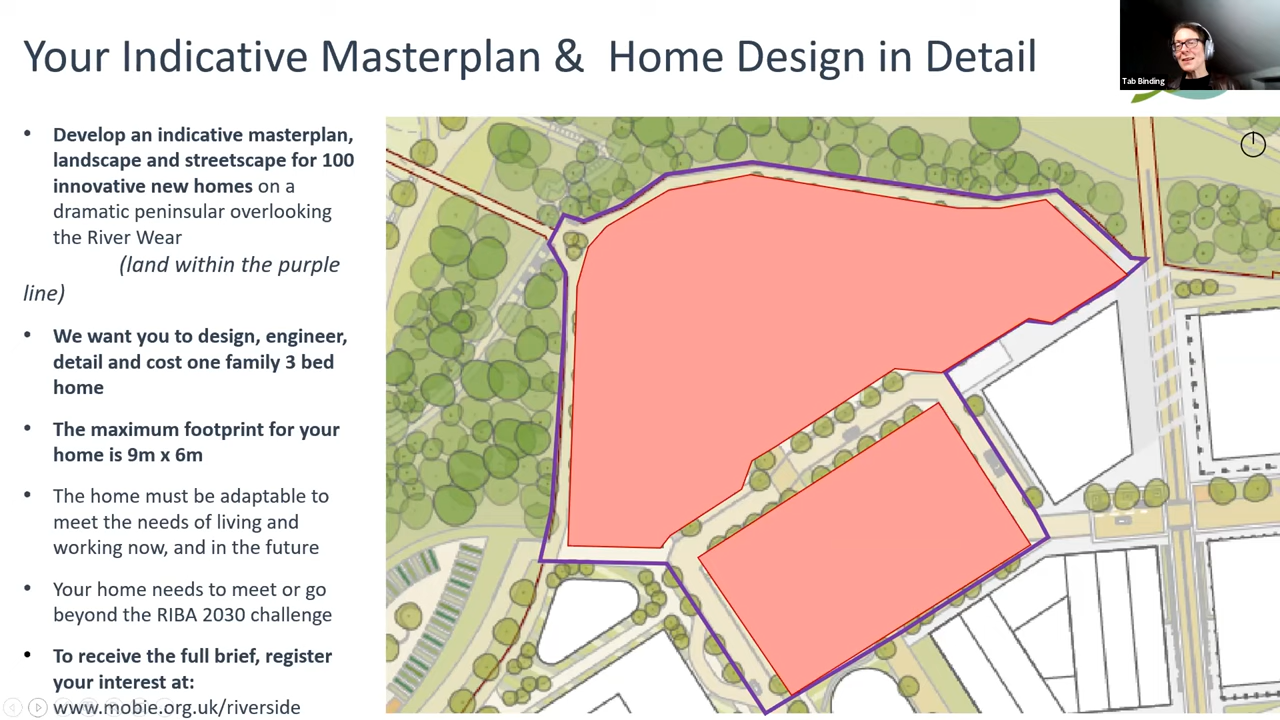 Your Indicative Masterplan & Home Design in Detail
Tab Binding
• Develop an indicative masterplan,
landscape and streetscape for 100
innovative new homes on a
dramatic peninsular overlooking
the River Wear
(land within the purple
line)
• We want you to design, engineer,
detail and cost one family 3 bed
home
• The maximum footprint for your
home is 9m x 6m
• The home must be adaptable to
meet the needs of living and
working now, and in the future
• Your home needs to meet or go
beyond the RIBA 2030 challenge
• To receive the full brief, register
your interest at:
www.mobie.org.uk/riverside